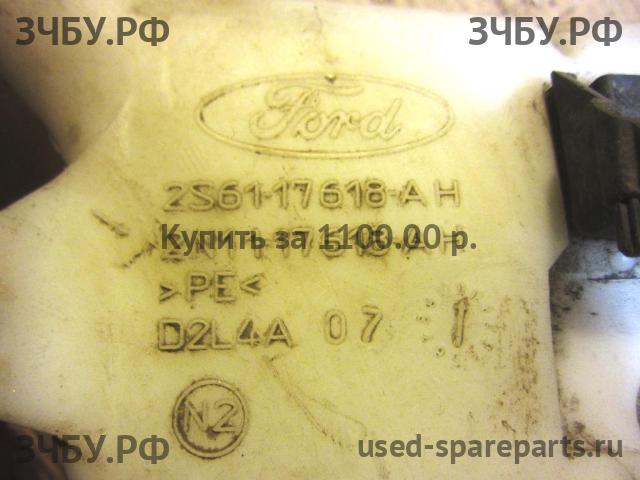 ЗЧБУ.РФ ЗЧБУ.РФ
Ford
2S61-17618-AH
Купить за 1100.00 р.
>PE<
D2L4A 07 1
N2
ЗЧБУ.РФ used-spareparts.ru